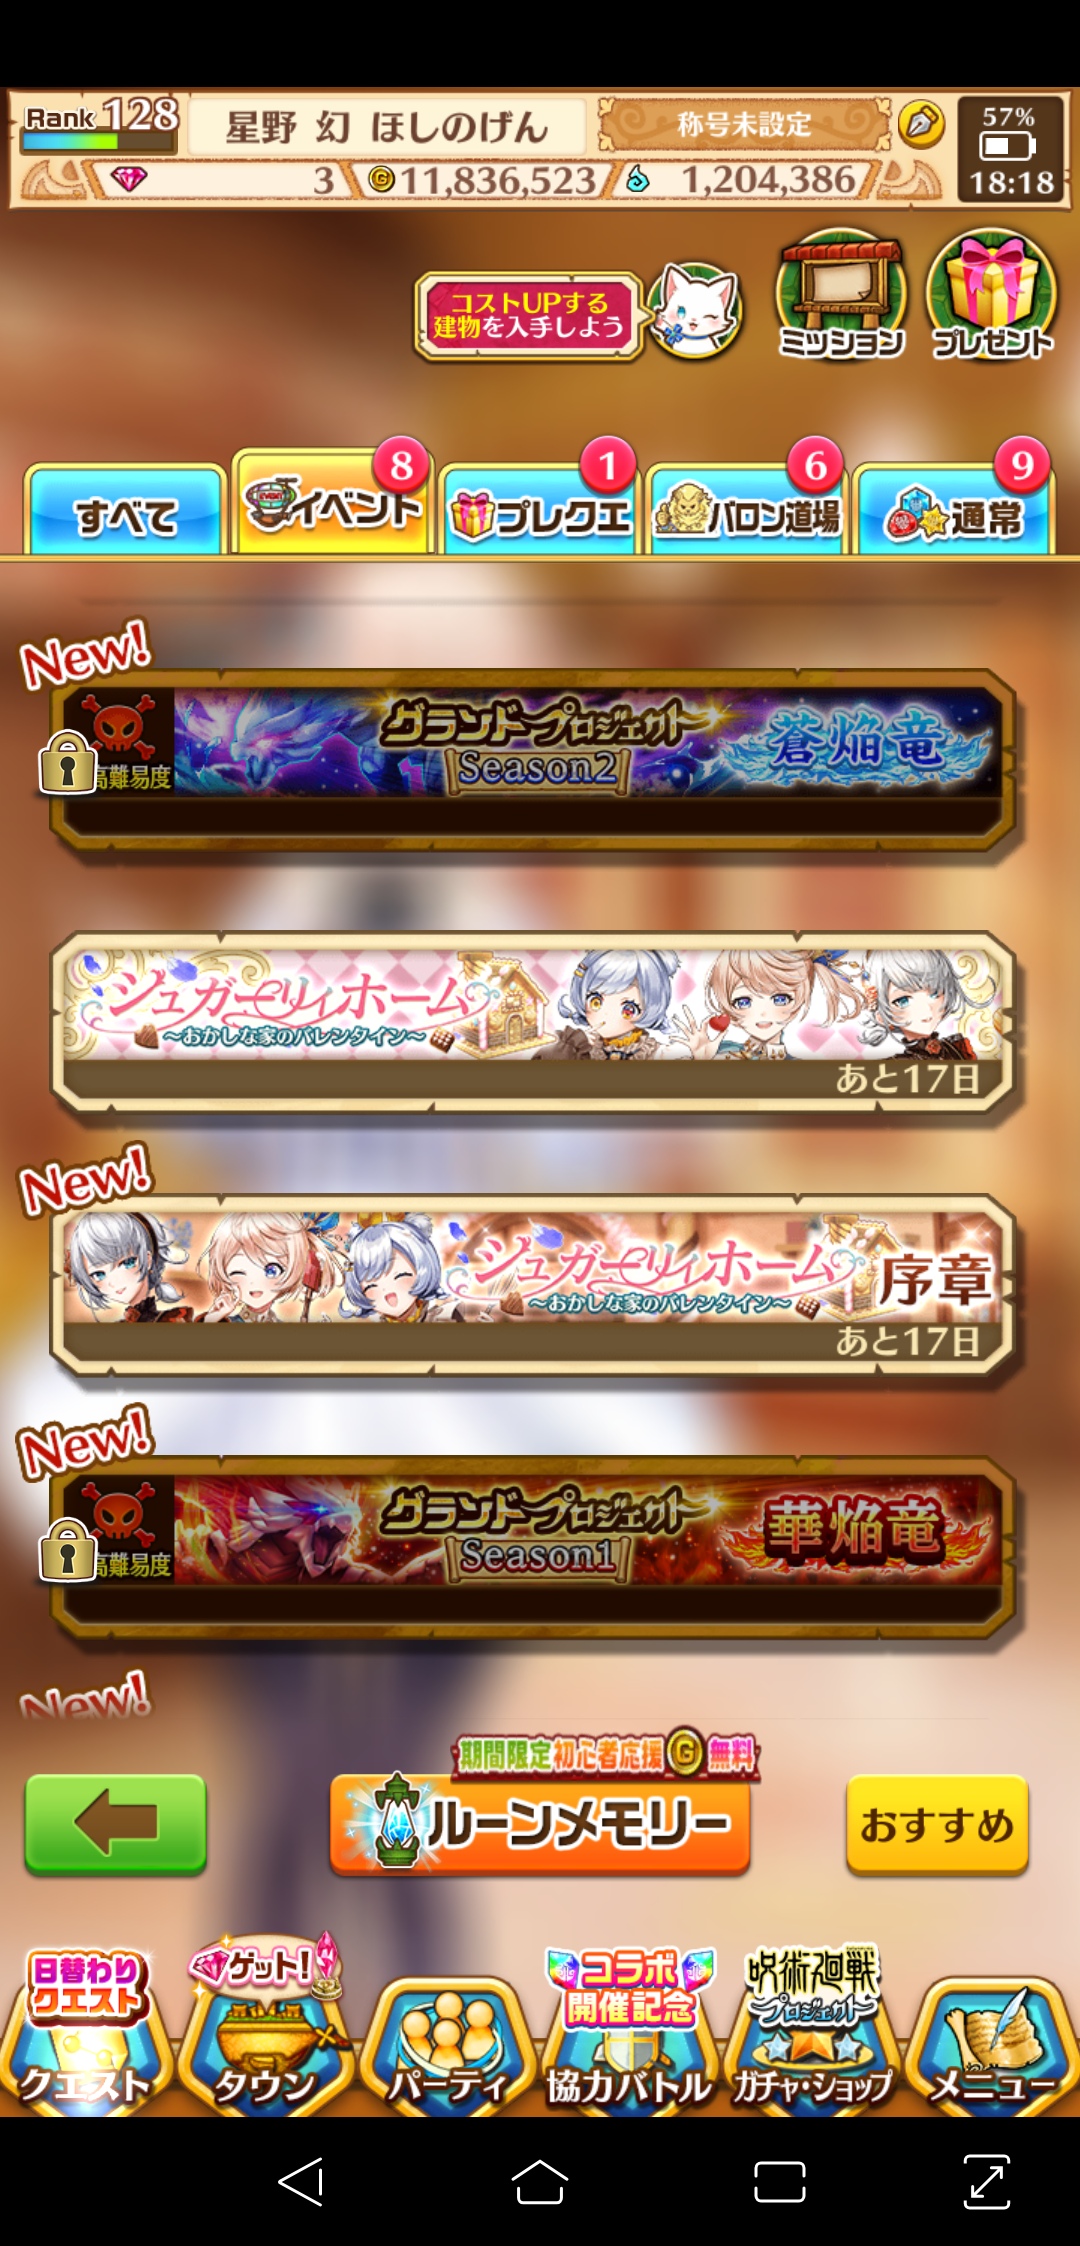 Rank 128
星野 幻 ほしのげん
称号未設定
57%
3
11,836,523
1,204,386
18:18
コストUPする
建物を入手しよう
ミッション
プレゼント
すべて
イベント
8
プレクエ
1
バロン道場
6
通常
9
New!
高難易度
グランドプロジェクト
Season2
蒼焔竜
シュガーリィホーム
～おかしな家のバレンタイン～
あと17日
New!
シュガーリィホーム
～おかしな家のバレンタイン～
序章
あと17日
New!
高難易度
グランドプロジェクト
Season1
華焔竜
New!
期間限定初心者応援G無料
ルーンメモリー
おすすめ
日替わり
クエスト
クエスト
ゲット!
タウン
パーティ
コラボ
開催記念
協力バトル
呪術廻戦
プロジェクト
ガチャ・ショップ
メニュー